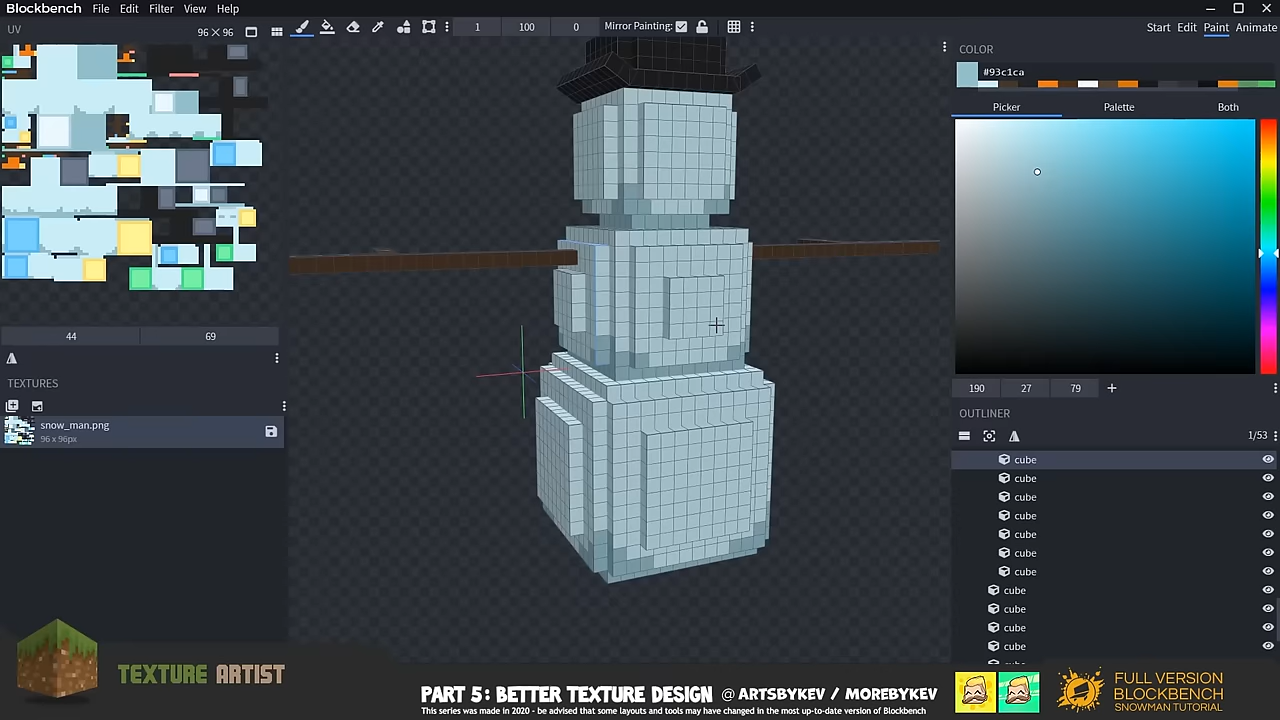 Blockbench File Edit Filter View Help
UV 96 × 96 1 100 0 Mirror Painting: Start Edit Paint Animate
COLOR
#93c1ca
Picker Palette Both
44 69
TEXTURES
snow_man.png
96 x 96px
190 27 79
OUTLINER
1/53
cube
cube
cube
cube
cube
cube
cube
cube
cube
cube
cube
TEXTURE ARTIST
PART 5: BETTER TEXTURE DESIGN @ARTSBYKEV / MOREBYKEV
This series was made in 2020 - be advised that some layouts and tools may have changed in the most up-to-date version of Blockbench
FULL VERSION
BLOCKBENCH
SNOWMAN TUTORIAL